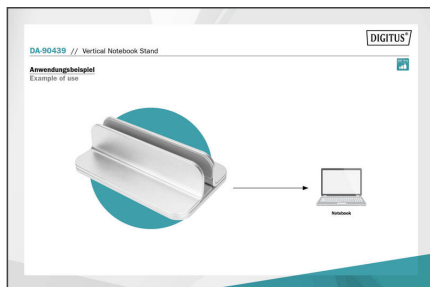 DIGITUS®
DA-90439 // Vertical Notebook Stand
Anwendungsbeispiel
Example of use
Notebook